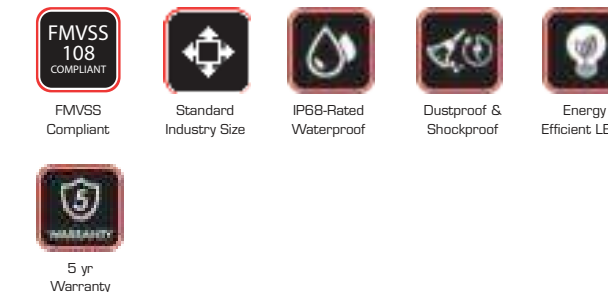 FMVSS
108
COMPLIANT
FMVSS
Compliant
Standard
Industry Size
IP68-Rated
Waterproof
Dustproof &
Shockproof
Energy
Efficient LE
5
WARRANTY
5 yr
Warranty